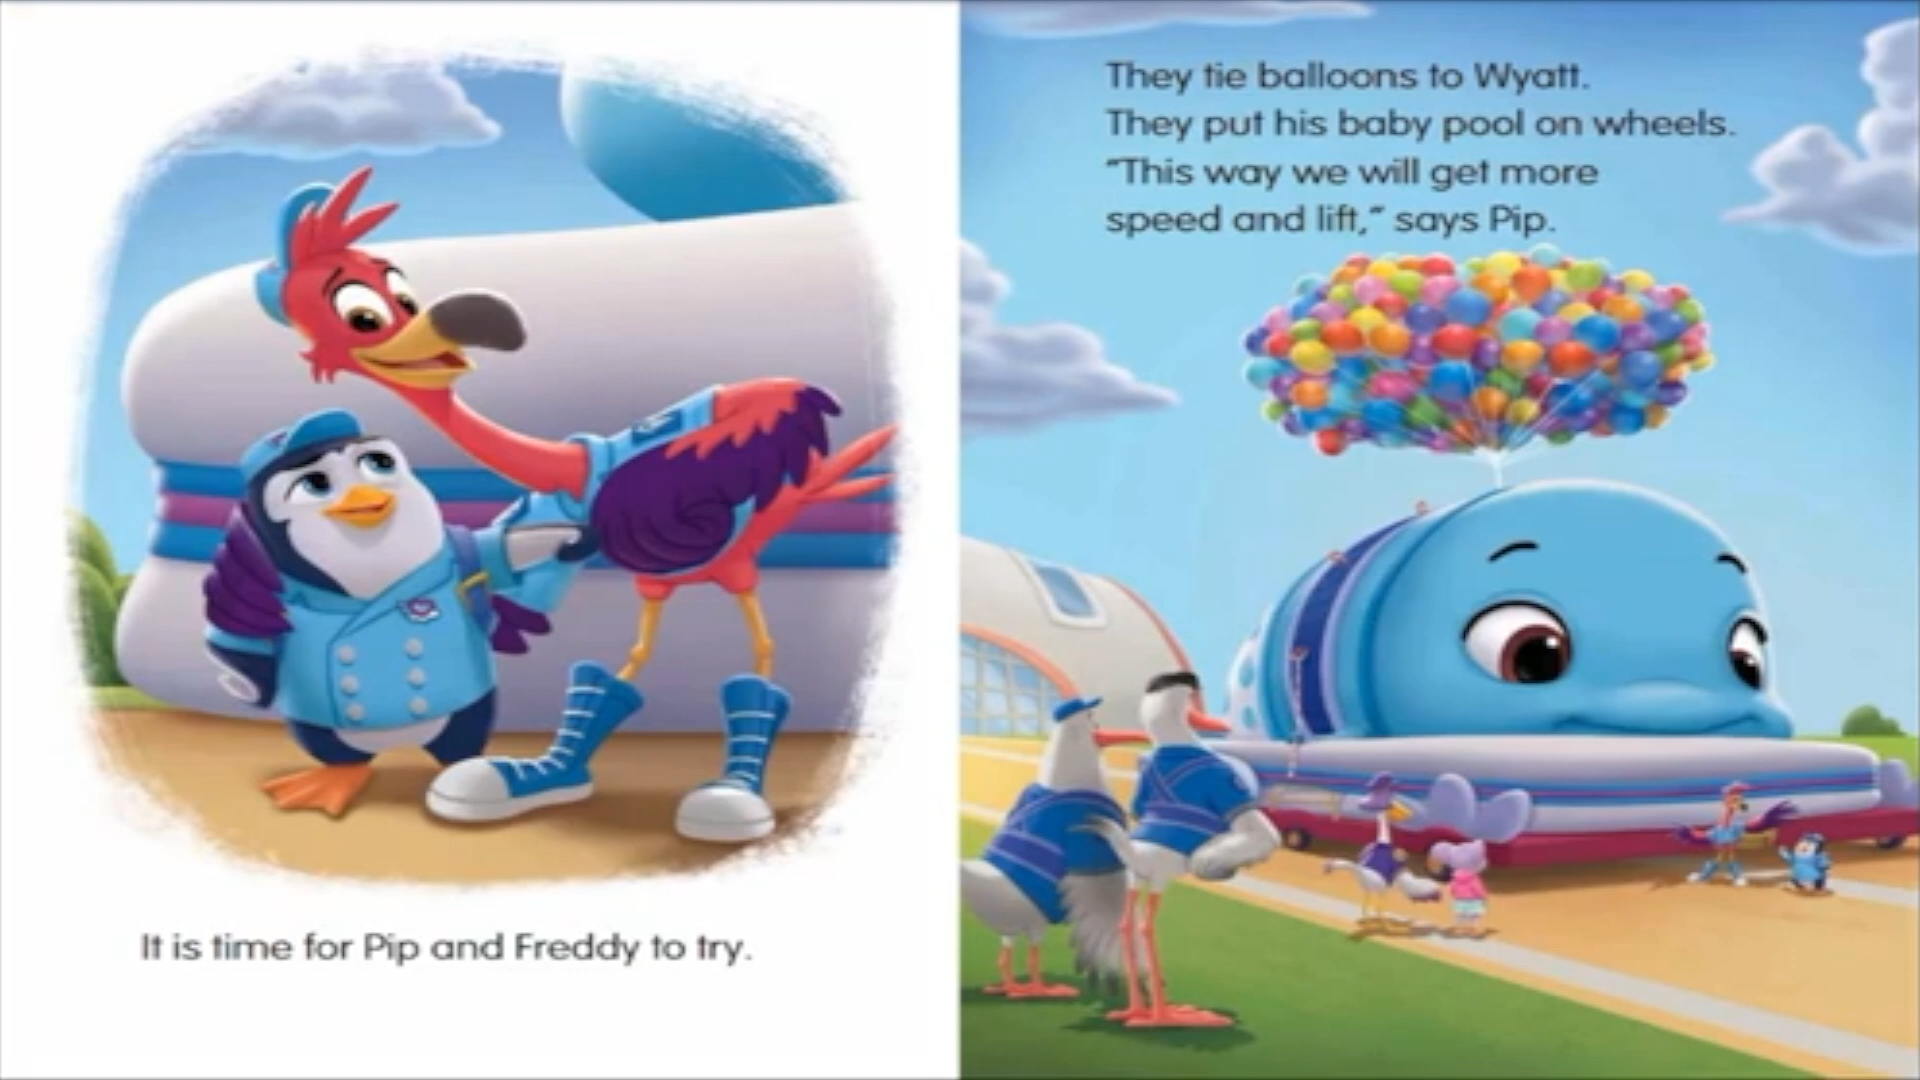 It is time for Pip and Freddy to try.
They tie balloons to Wyatt.
They put his baby pool on wheels.
“This way we will get more
speed and lift,” says Pip.